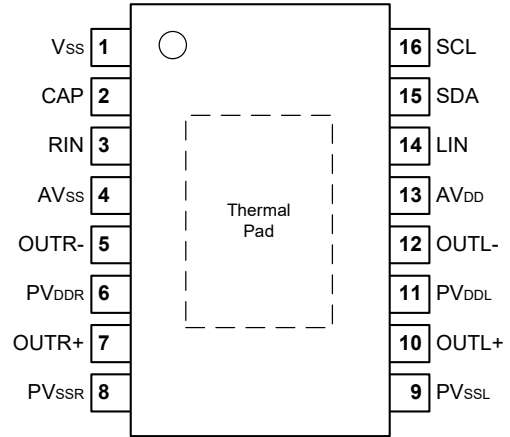 VSS 1
CAP 2
RIN 3
AVSS 4
OUTR- 5
PVDDR 6
OUTR+ 7
PVSSR 8
Thermal
Pad
16 SCL
15 SDA
14 LIN
13 AVDD
12 OUTL-
11 PVDDL
10 OUTL+
9 PVSSL